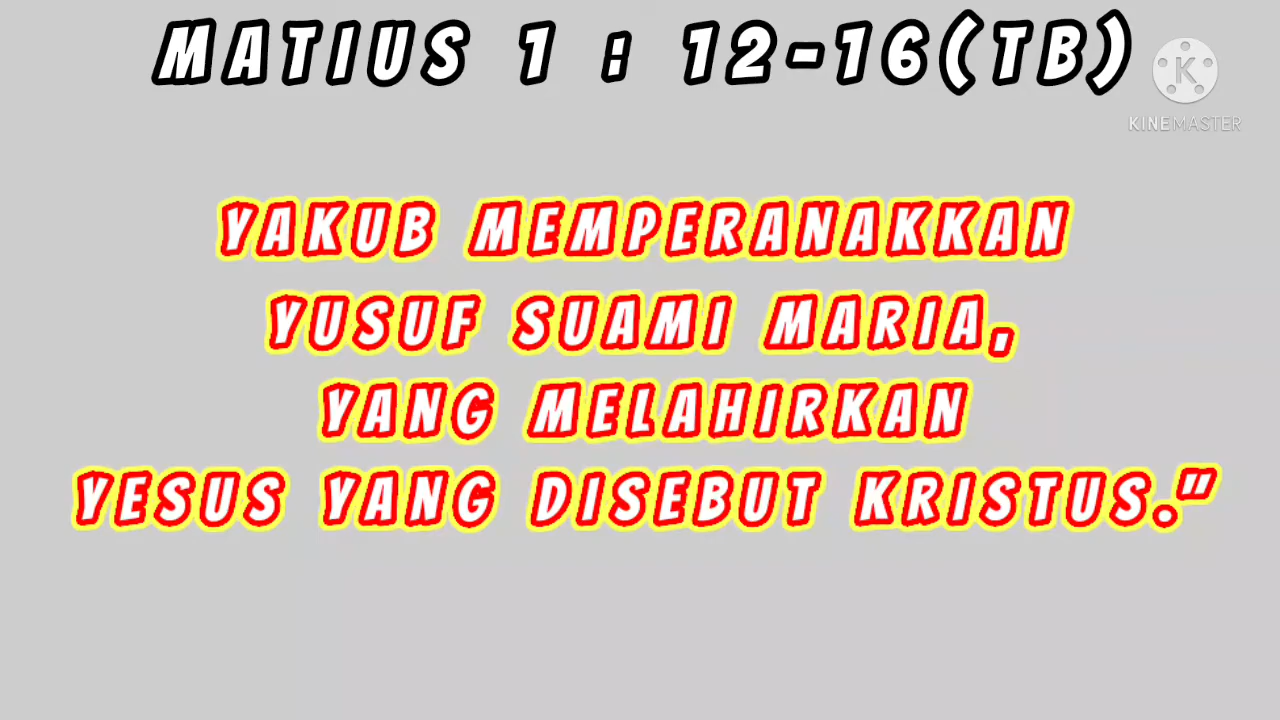 MATIUS 1 : 12-16(TB)
KINEMASTER
YAKUB MEMPERANAKKAN
YUSUF SUAMI MARIA,
YANG MELAHIRKAN
YESUS YANG DISEBUT KRISTUS."